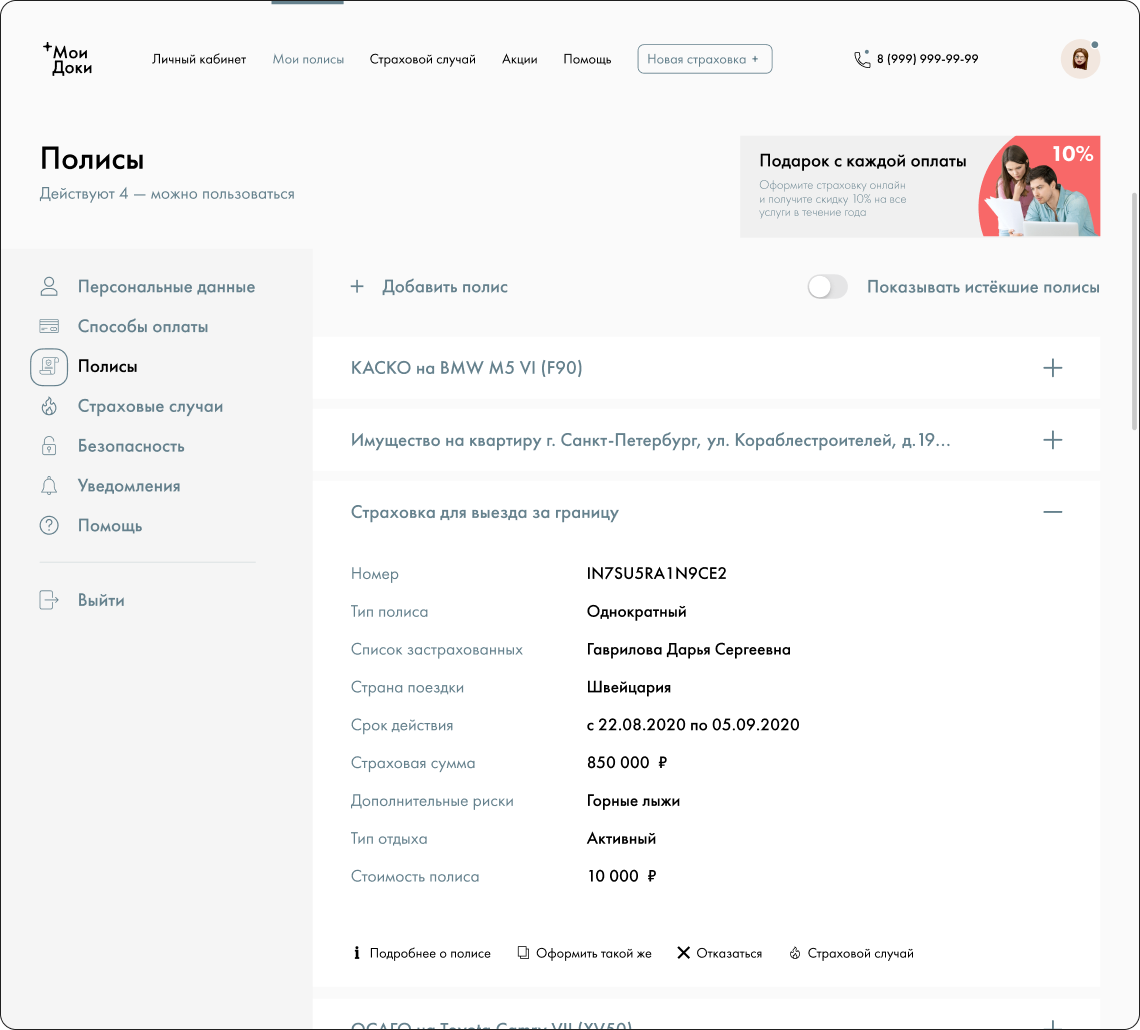 Мои
Доки
Личный кабинет
Мои полисы
Страховой случай
Акции
Помощь
Новая страховка +
8 (999) 999-99-99
Полисы
Действуют 4 — можно пользоваться
Подарок с каждой оплаты
Оформите страховку онлайн
и получите скидку 10% на все
услуги в течение года
10%
Персональные данные
Способы оплаты
Полисы
Страховые случаи
Безопасность
Уведомления
Помощь
Выйти
+ Добавить полис
Показывать истёкшие полисы
КАСКО на BMW M5 VI (F90)
Имущество на квартиру г. Санкт-Петербург, ул. Кораблестроителей, д.19...
Страховка для выезда за границу
Номер IN7SU5RA1N9CE2
Тип полиса Однократный
Список застрахованных Гаврилова Дарья Сергеевна
Страна поездки Швейцария
Срок действия с 22.08.2020 по 05.09.2020
Страховая сумма 850 000 ₽
Дополнительные риски Горные лыжи
Тип отдыха Активный
Стоимость полиса 10 000 ₽
Подробнее о полисе
Оформить такой же
Отказаться
Страховой случай
ОСАГО на Toyota Camry VII (XV50)